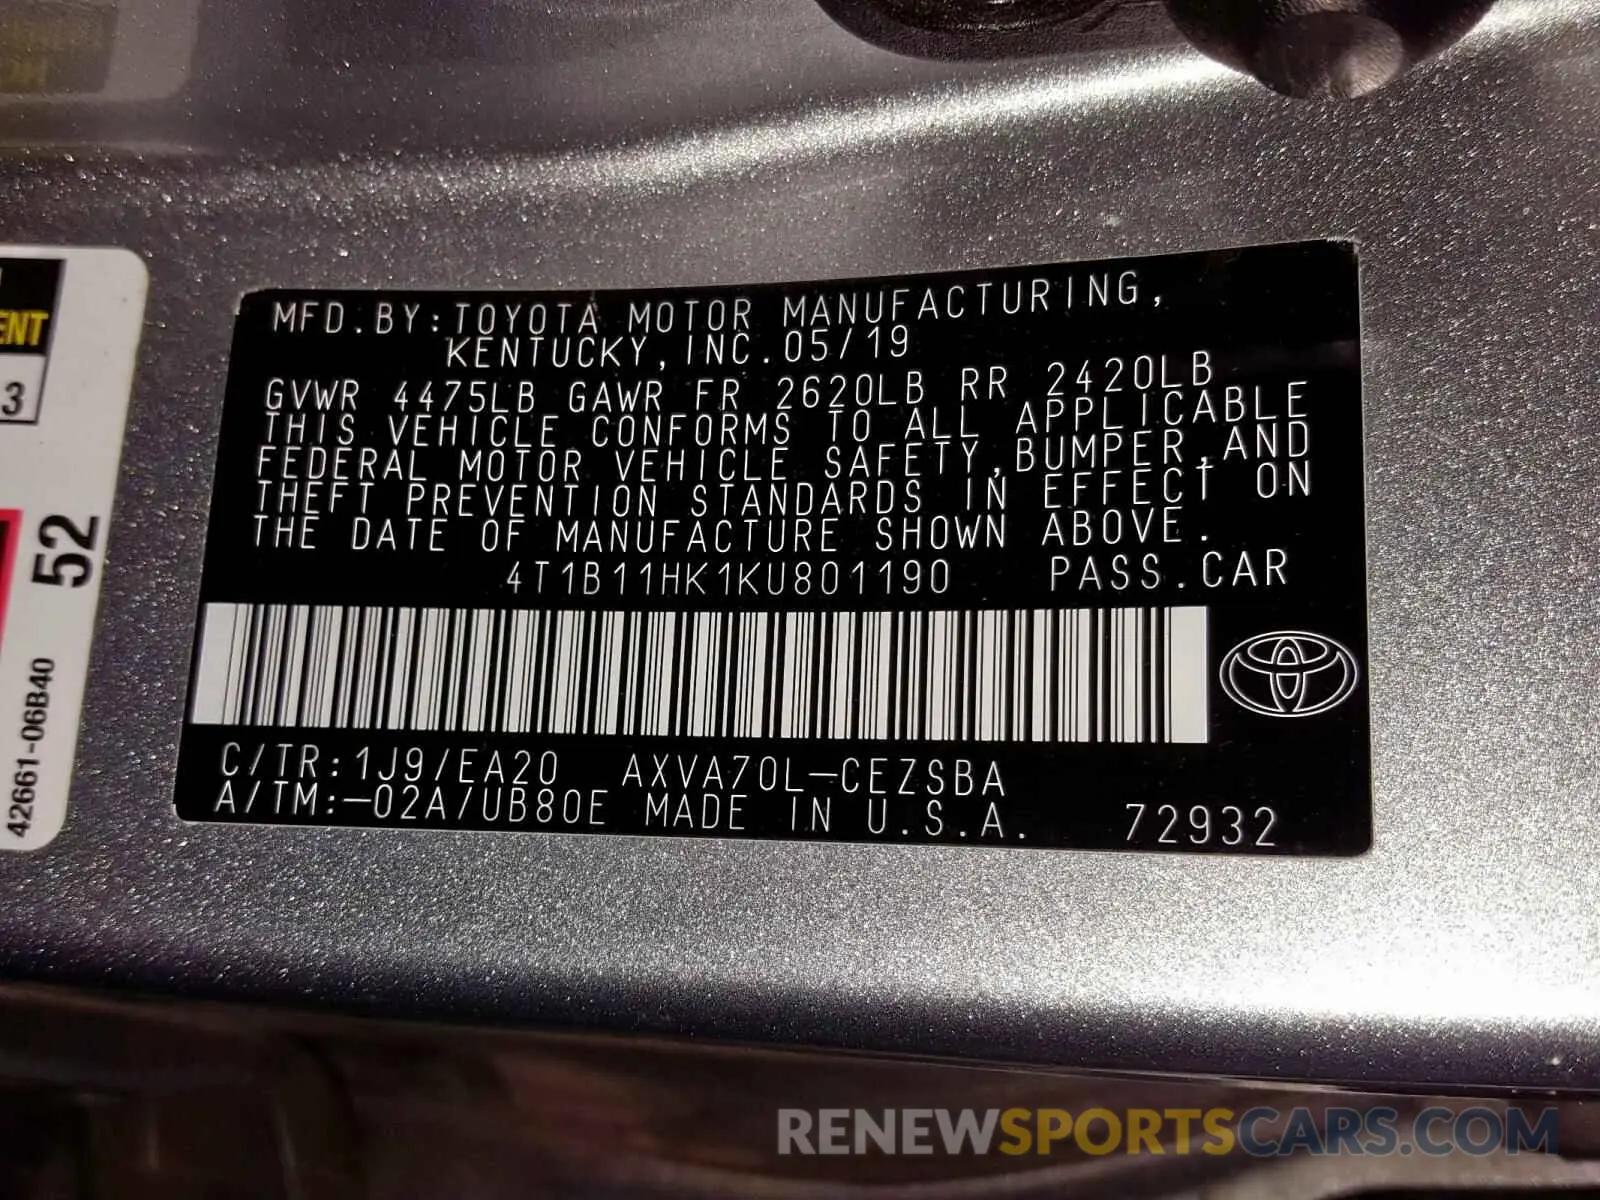 MFD.BY:TOYOTA MOTOR MANUFACTURING,
KENTUCKY,INC.05/19
GVWR 4475LB GAWR FR 2620LB RR 2420LB
THIS VEHICLE CONFORMS TO ALL APPLICABLE
FEDERAL MOTOR VEHICLE SAFETY,BUMPER,AND
THEFT PREVENTION STANDARDS IN EFFECT ON
THE DATE OF MANUFACTURE SHOWN ABOVE.
4T1B11HK1KU801190 PASS.CAR
C/TR:1J9/EA20 AXVA70L-CEZSBA
A/TM:-02A/UB80E MADE IN U.S.A. 72932
3
52
42661-06B40
RENEWSPORTSCARS.COM